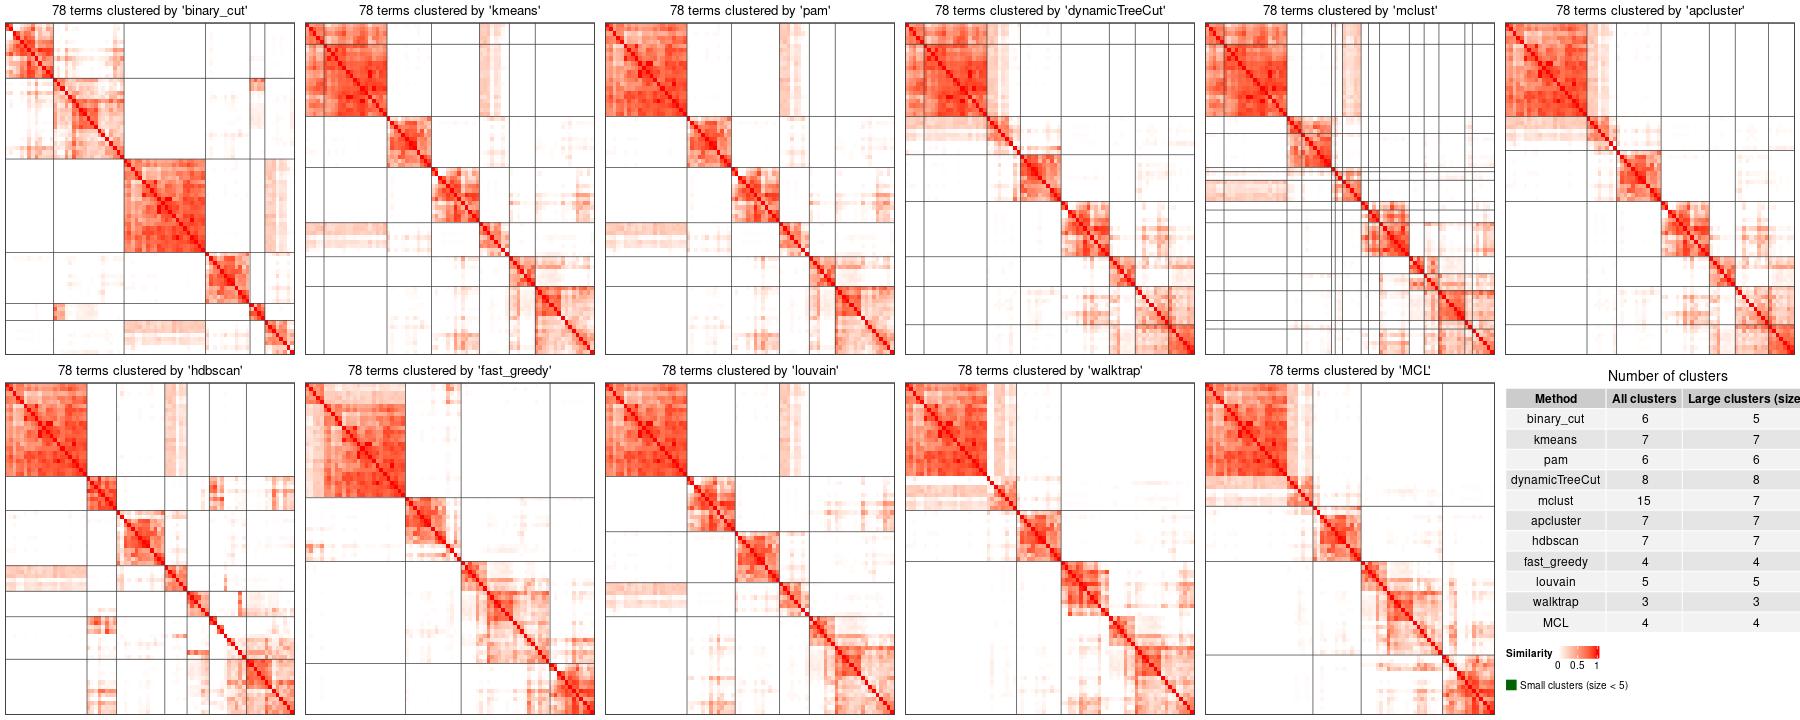 78 terms clustered by 'binary_cut'
78 terms clustered by 'kmeans'
78 terms clustered by 'pam'
78 terms clustered by 'dynamicTreeCut'
78 terms clustered by 'mclust'
78 terms clustered by 'apcluster'
78 terms clustered by 'hdbscan'
78 terms clustered by 'fast_greedy'
78 terms clustered by 'louvain'
78 terms clustered by 'walktrap'
78 terms clustered by 'MCL'
Number of clusters
Method All clusters Large clusters (size
binary_cut 6 5
kmeans 7 7
pam 6 6
dynamicTreeCut 8 8
mclust 15 7
apcluster 7 7
hdbscan 7 7
fast_greedy 4 4
louvain 5 5
walktrap 3 3
MCL 4 4
Similarity
0 0.5 1
Small clusters (size < 5)